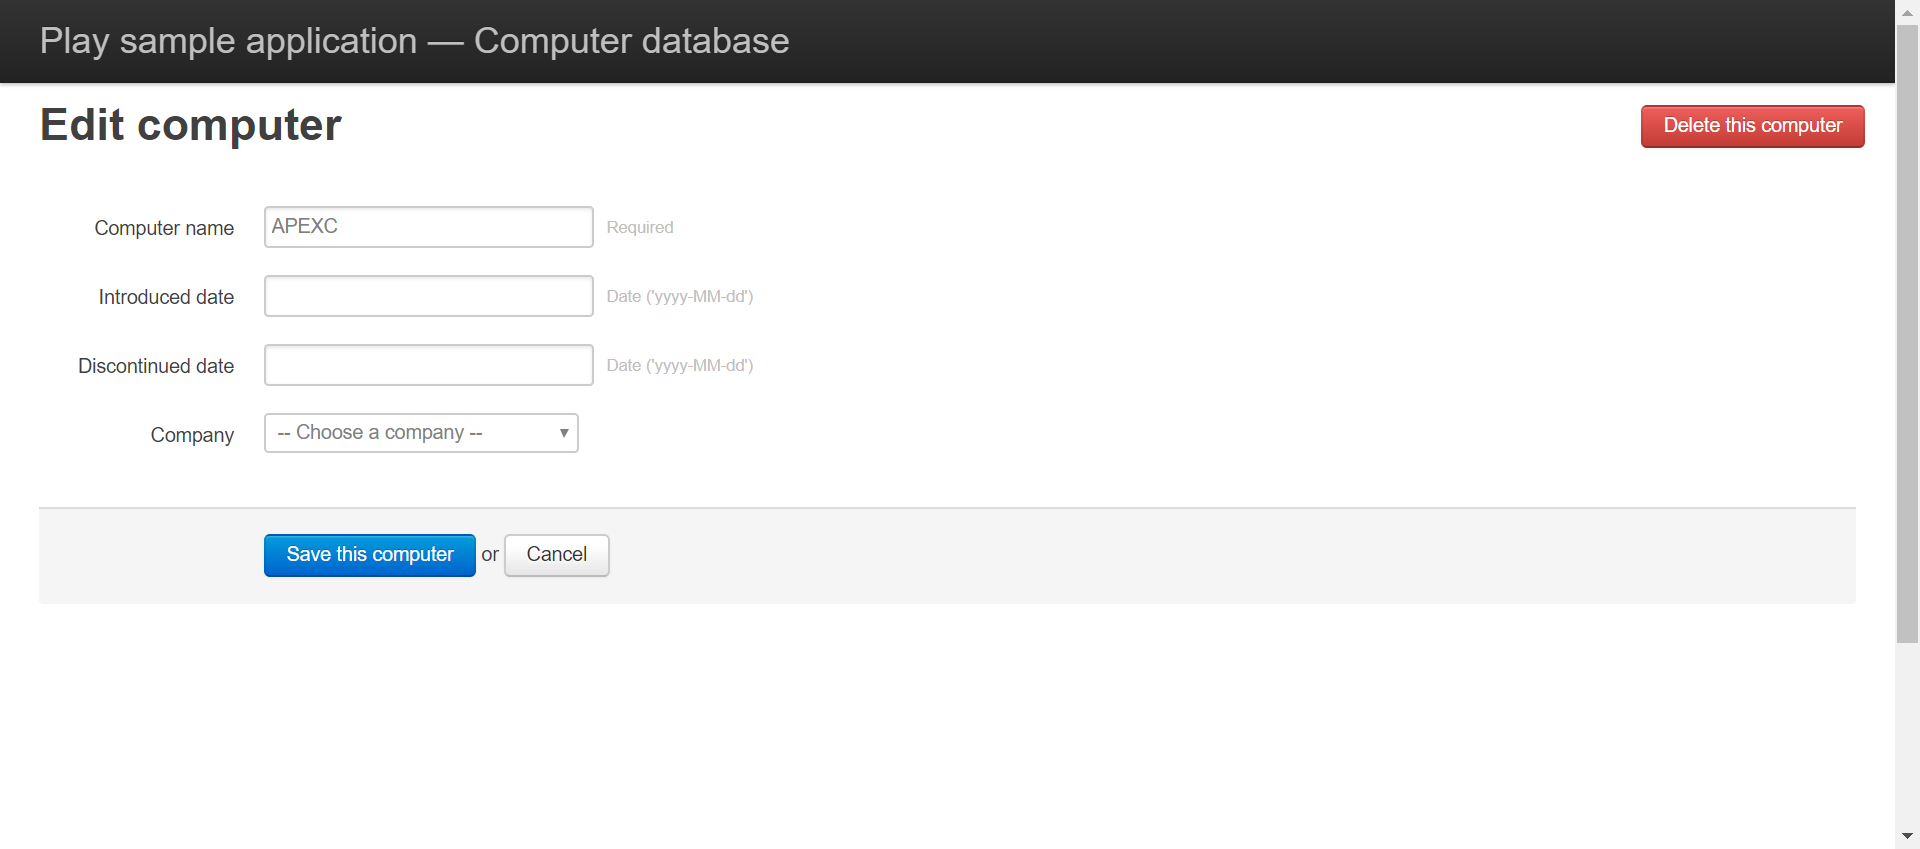 Play sample application — Computer database
Edit computer
Delete this computer
Computer name
APEXC
Required
Introduced date
Date ('yyyy-MM-dd')
Discontinued date
Date ('yyyy-MM-dd')
Company
-- Choose a company --
Save this computer or Cancel